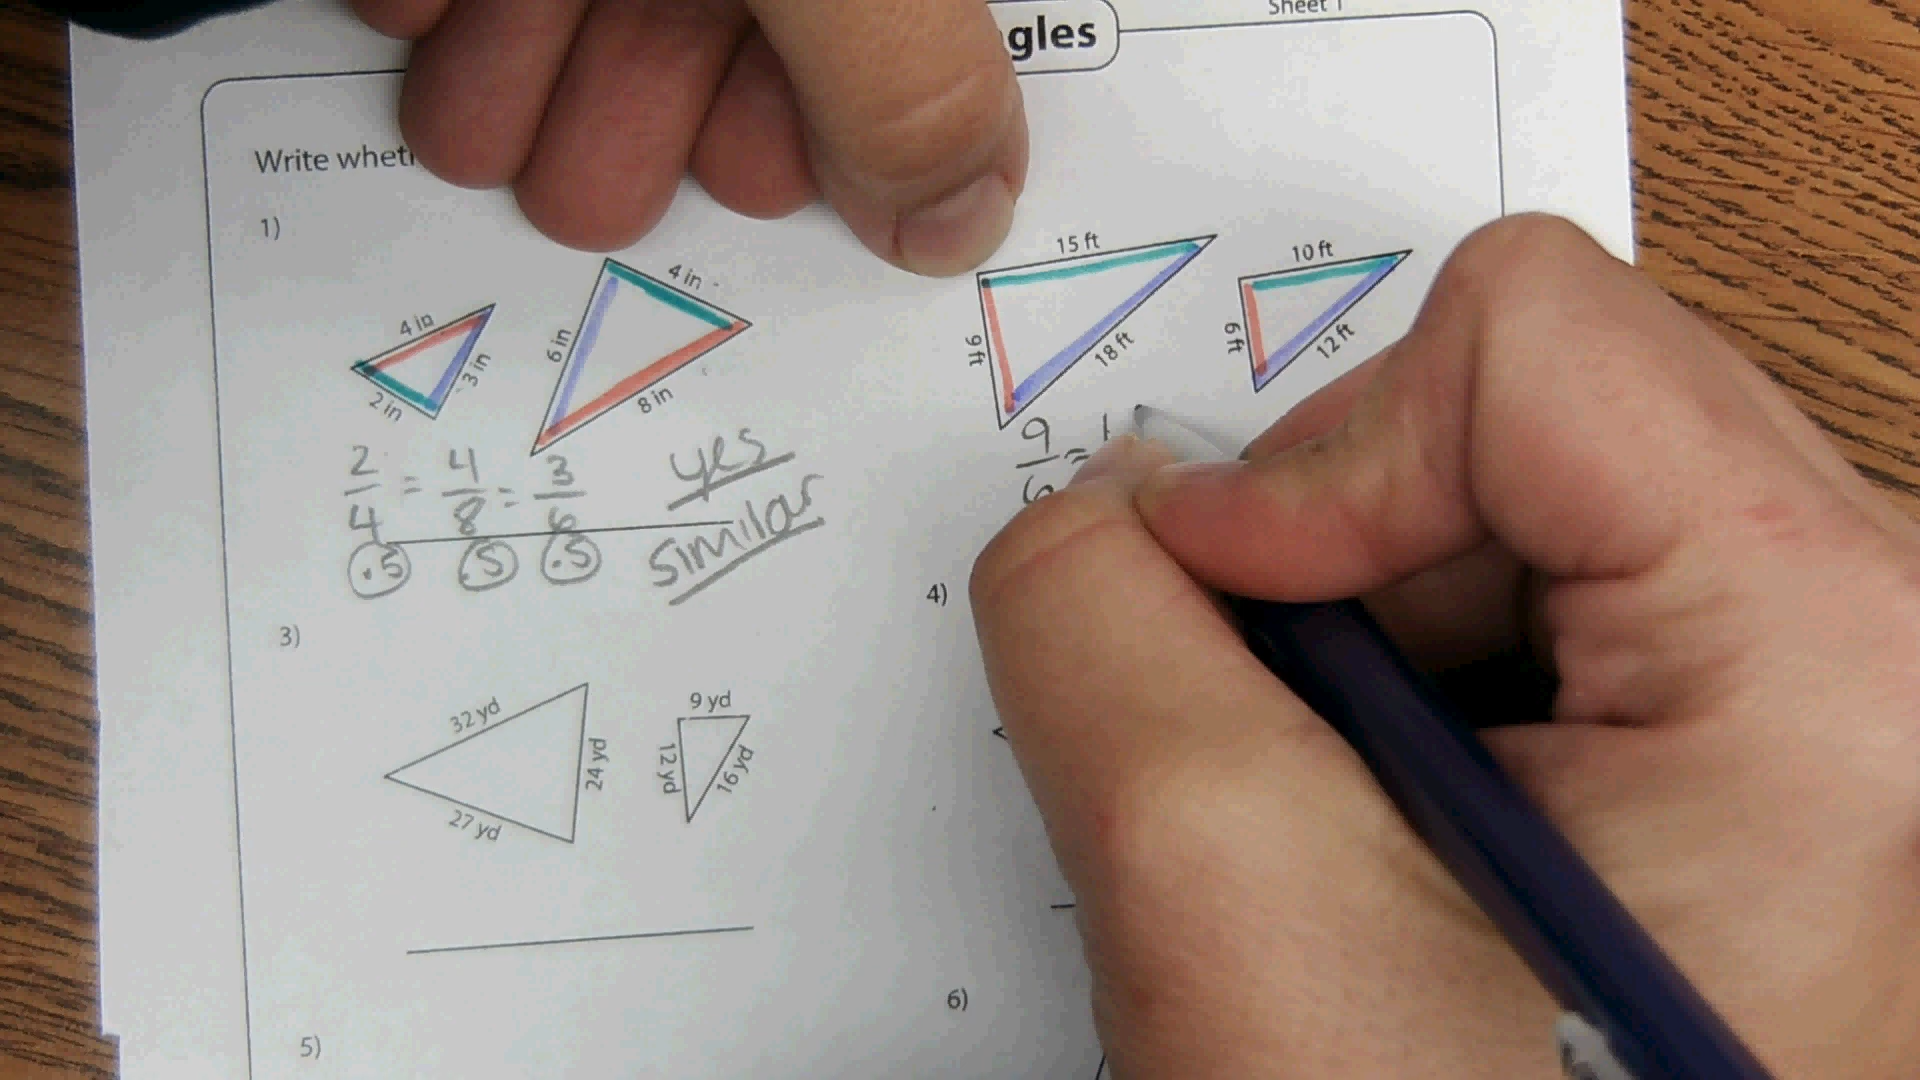 gles
Sheet 1
Write wheth
1)
4 in
3 in
2 in
4 in
6 in
8 in
2/4 = 4/8 = 3/6
.5 .5 .5
yes
similar
15 ft
9 ft
18 ft
10 ft
6 ft
12 ft
9/6 = 1
3)
32 yd
24 yd
27 yd
9 yd
12 yd
16 yd
4)
5)
6)